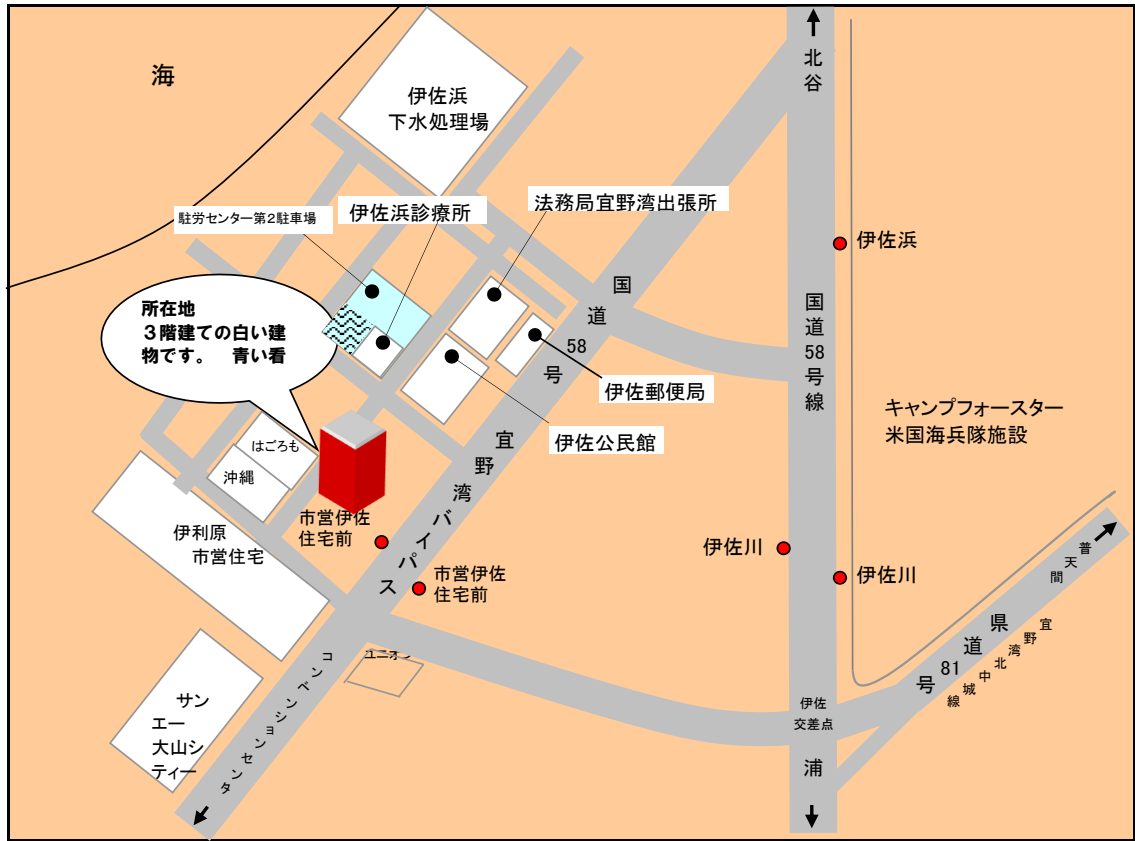 海
伊佐浜
下水処理場
北谷
駐労センター第２駐車場
伊佐浜診療所
法務局宜野湾出張所
伊佐浜
所在地
３階建ての白い建
物です。　青い看
国道58号
国道58号線
伊佐郵便局
キャンプフォースター
米国海兵隊施設
伊佐公民館
宜野湾バイパス
はごろも
沖縄
市営伊佐
住宅前
伊利原
市営住宅
市営伊佐
住宅前
伊佐川
伊佐川
普天間
県道81号
宜野湾北中城線
ユニオン
コンベンションセンタ
サン
エー
大山シ
ティー
伊佐
交差点
浦